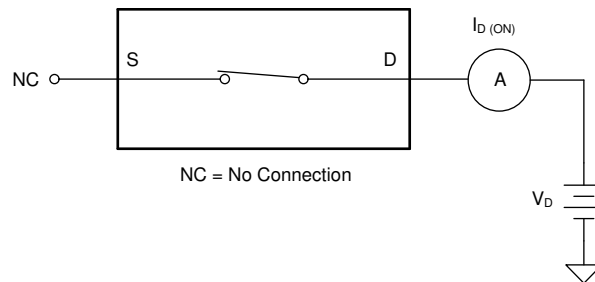 I_D (ON)
S
D
NC
A
NC = No Connection
V_D